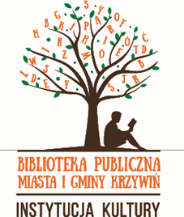 BIBLIOTEKA PUBLICZNA
MIASTA I GMINY KRZYWIŃ
INSTYTUCJA KULTURY